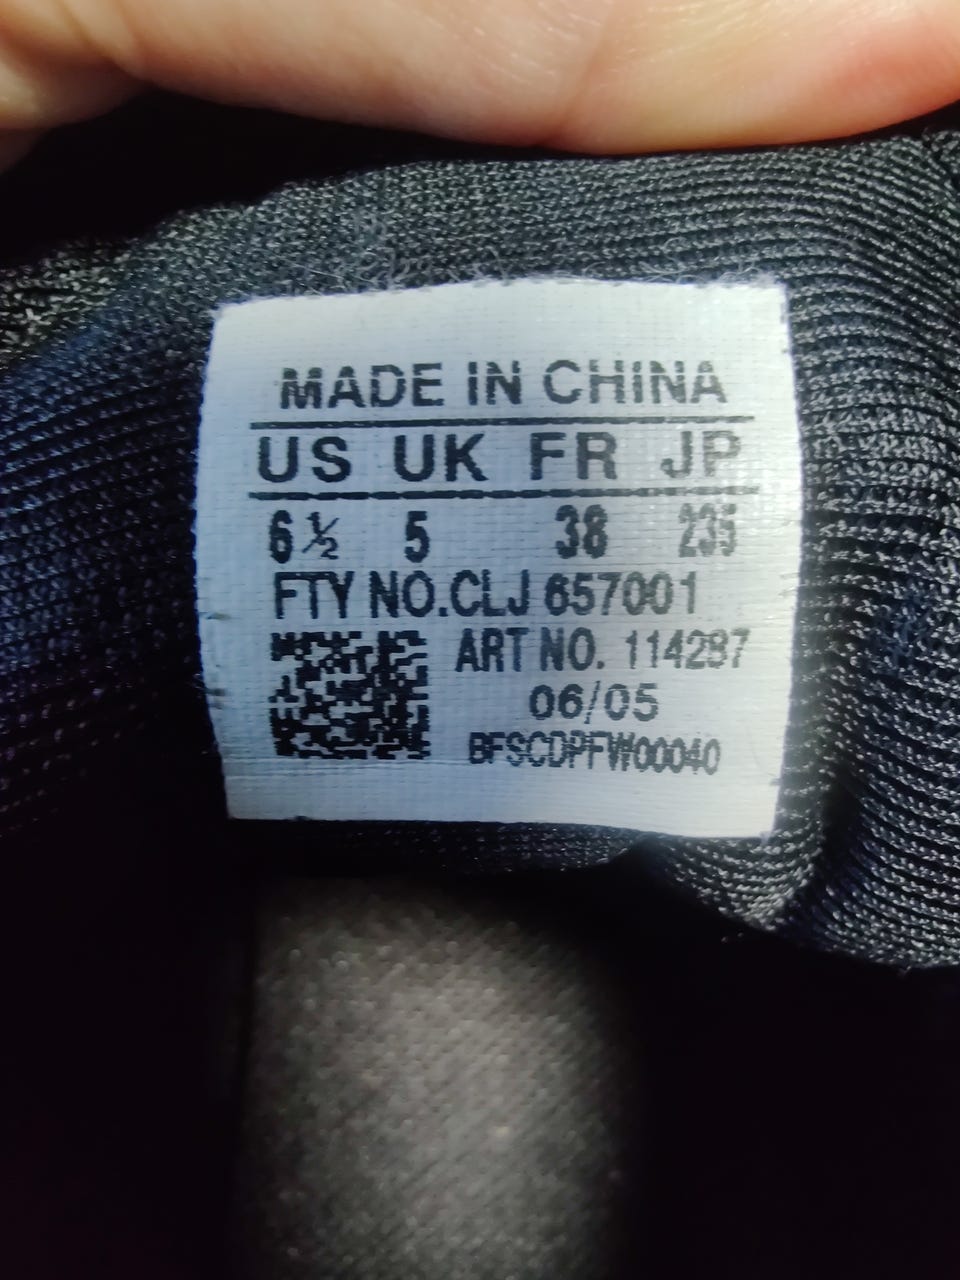 MADE IN CHINA
US UK FR JP
6½ 5 38 235
FTY NO.CLJ 657001
ART NO. 114287
06/05
BFSCDPFW00040